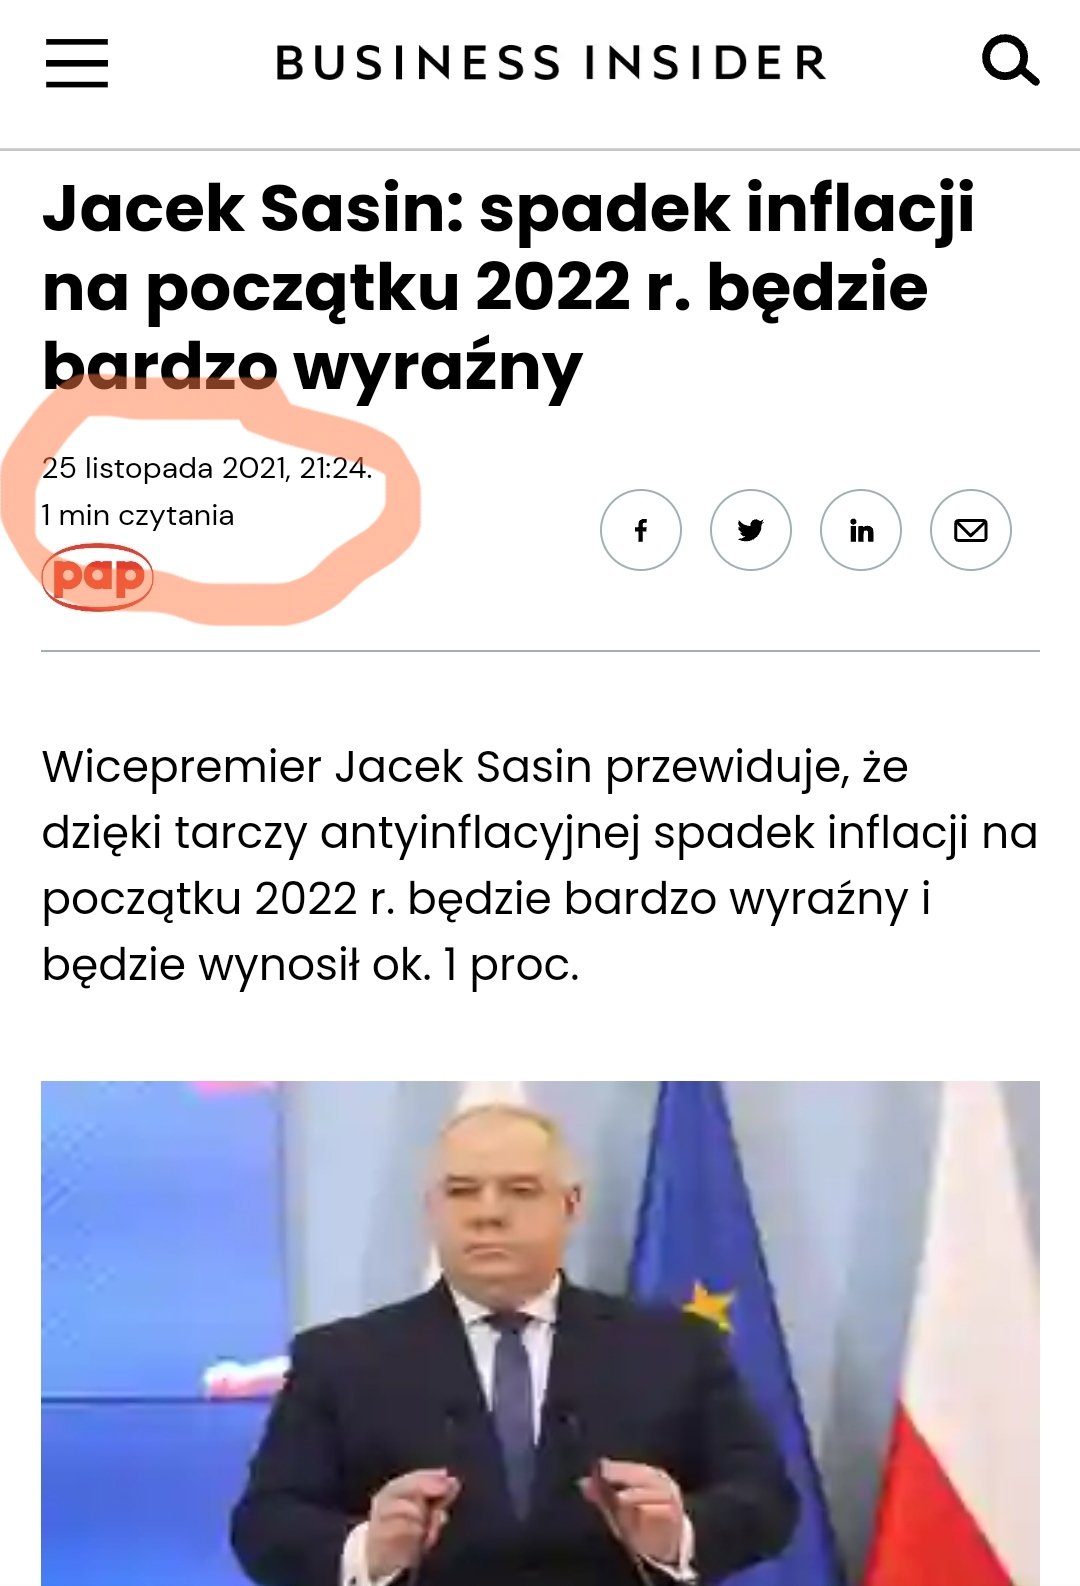 BUSINESS INSIDER
Jacek Sasin: spadek inflacji
na początku 2022 r. będzie
bardzo wyraźny
25 listopada 2021, 21:24.
1 min czytania
pap
f
in
Wicepremier Jacek Sasin przewiduje, że
dzięki tarczy antyinflacyjnej spadek inflacji na
początku 2022 r. będzie bardzo wyraźny i
będzie wynosił ok. 1 proc.